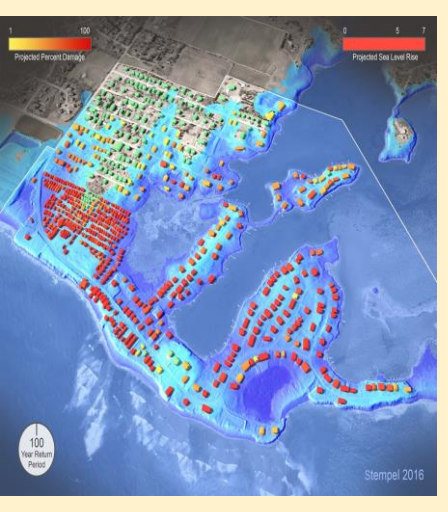 1 100
Projected Percent Damage
0 5 7
Projected Sea Level Rise
100
Year Return
Period
Stempel 2016